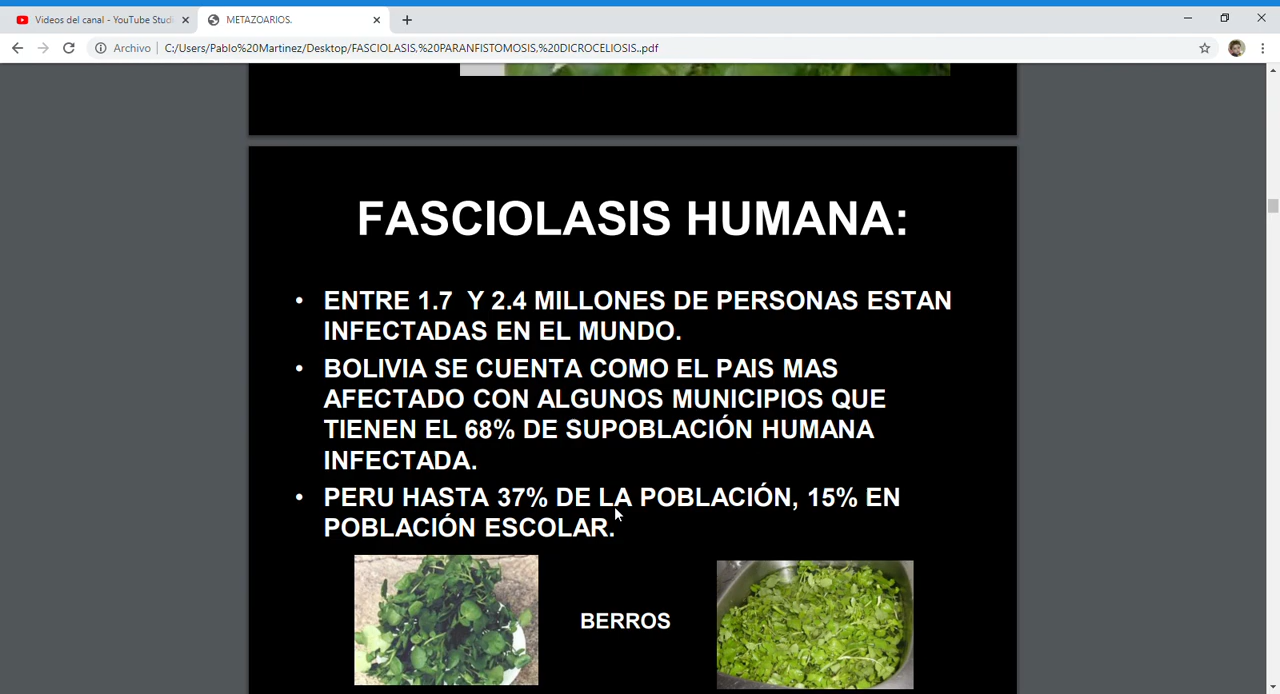 Videos del canal - YouTube Studi
METAZOARIOS.
Archivo
C:/Users/Pablo%20Martinez/Desktop/FASCIOLASIS,%20PARANFISTOMOSIS,%20DICROCELIOSIS..pdf
FASCIOLASIS HUMANA:
• ENTRE 1.7 Y 2.4 MILLONES DE PERSONAS ESTAN
INFECTADAS EN EL MUNDO.
• BOLIVIA SE CUENTA COMO EL PAIS MAS
AFECTADO CON ALGUNOS MUNICIPIOS QUE
TIENEN EL 68% DE SUPOBLACIÓN HUMANA
INFECTADA.
• PERU HASTA 37% DE LA POBLACIÓN, 15% EN
POBLACIÓN ESCOLAR.
BERROS